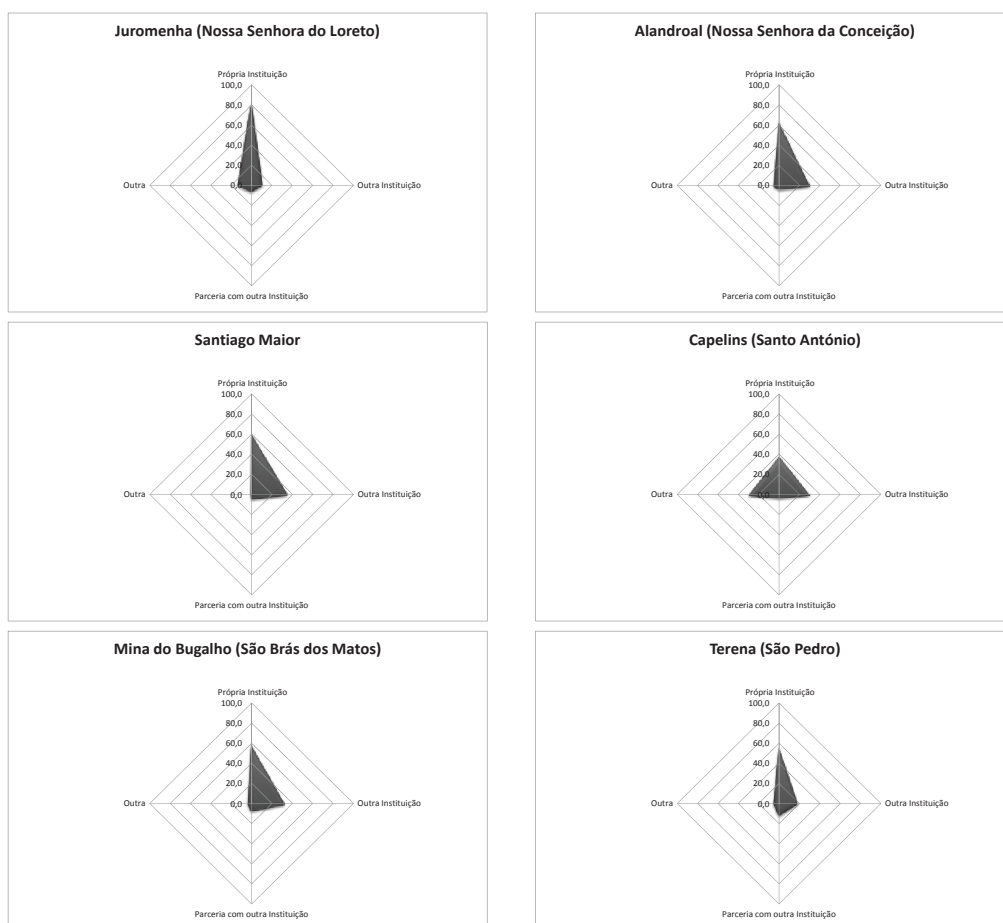 Juromenha (Nossa Senhora do Loreto)
Própria Instituição
100,0
80,0
60,0
40,0
20,0
0,0
Outra
Outra Instituição
Parceria com outra Instituição
Alandroal (Nossa Senhora da Conceição)
Própria Instituição
100,0
80,0
60,0
40,0
20,0
0,0
Outra
Outra Instituição
Parceria com outra Instituição
Santiago Maior
Própria Instituição
100,0
80,0
60,0
40,0
20,0
0,0
Outra
Outra Instituição
Parceria com outra Instituição
Capelins (Santo António)
Própria Instituição
100,0
80,0
60,0
40,0
20,0
0,0
Outra
Outra Instituição
Parceria com outra Instituição
Mina do Bugalho (São Brás dos Matos)
Própria Instituição
100,0
80,0
60,0
40,0
20,0
0,0
Outra
Outra Instituição
Parceria com outra Instituição
Terena (São Pedro)
Própria Instituição
100,0
80,0
60,0
40,0
20,0
0,0
Outra
Outra Instituição
Parceria com outra Instituição